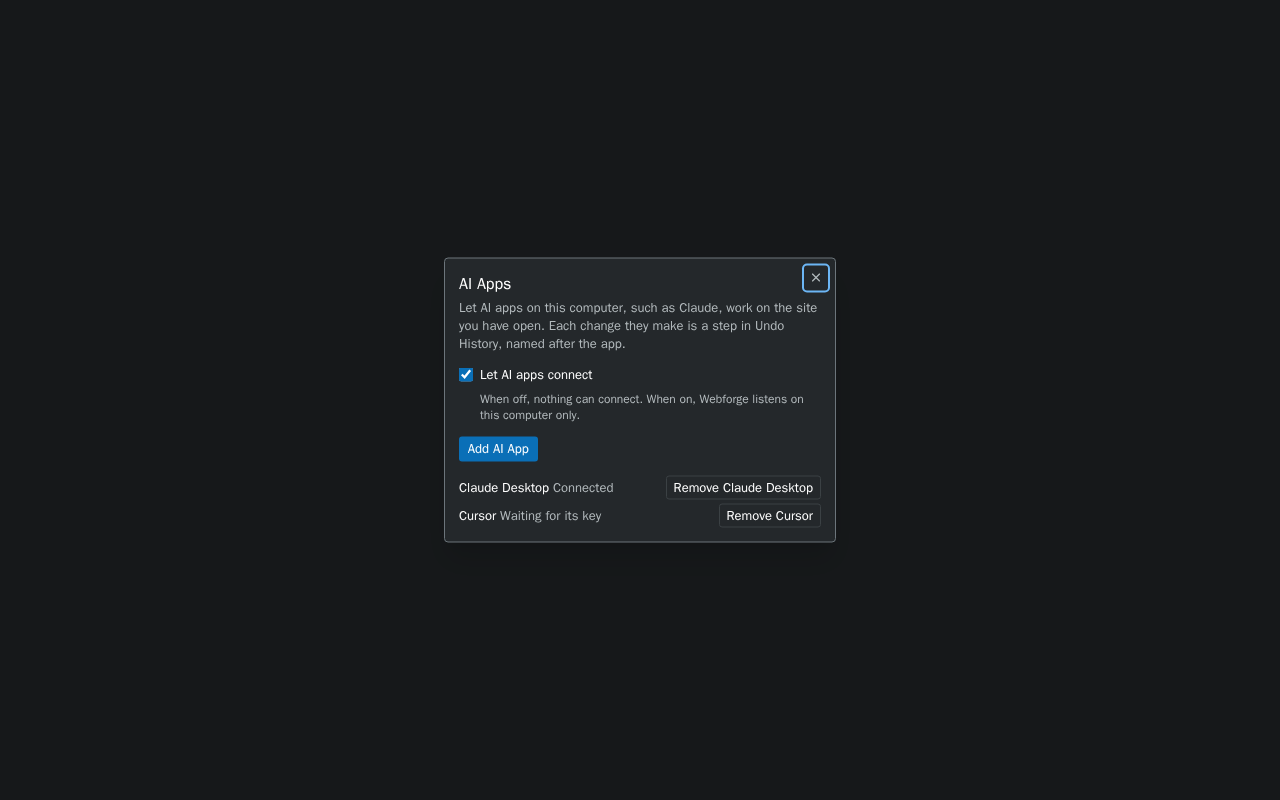 AI Apps
Let AI apps on this computer, such as Claude, work on the site
you have open. Each change they make is a step in Undo
History, named after the app.
Let AI apps connect
When off, nothing can connect. When on, Webforge listens on
this computer only.
Add AI App
Claude Desktop Connected
Remove Claude Desktop
Cursor Waiting for its key
Remove Cursor